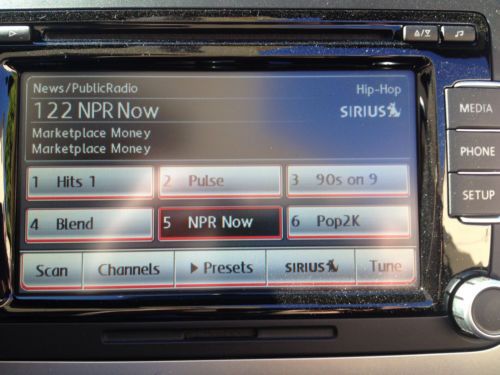 News/PublicRadio Hip-Hop
122 NPR Now SIRIUS
Marketplace Money
Marketplace Money
1 Hits 1 2 Pulse 3 90s on 9
4 Blend 5 NPR Now 6 Pop2K
Scan Channels Presets SIRIUS Tune
MEDIA
PHONE
SETUP